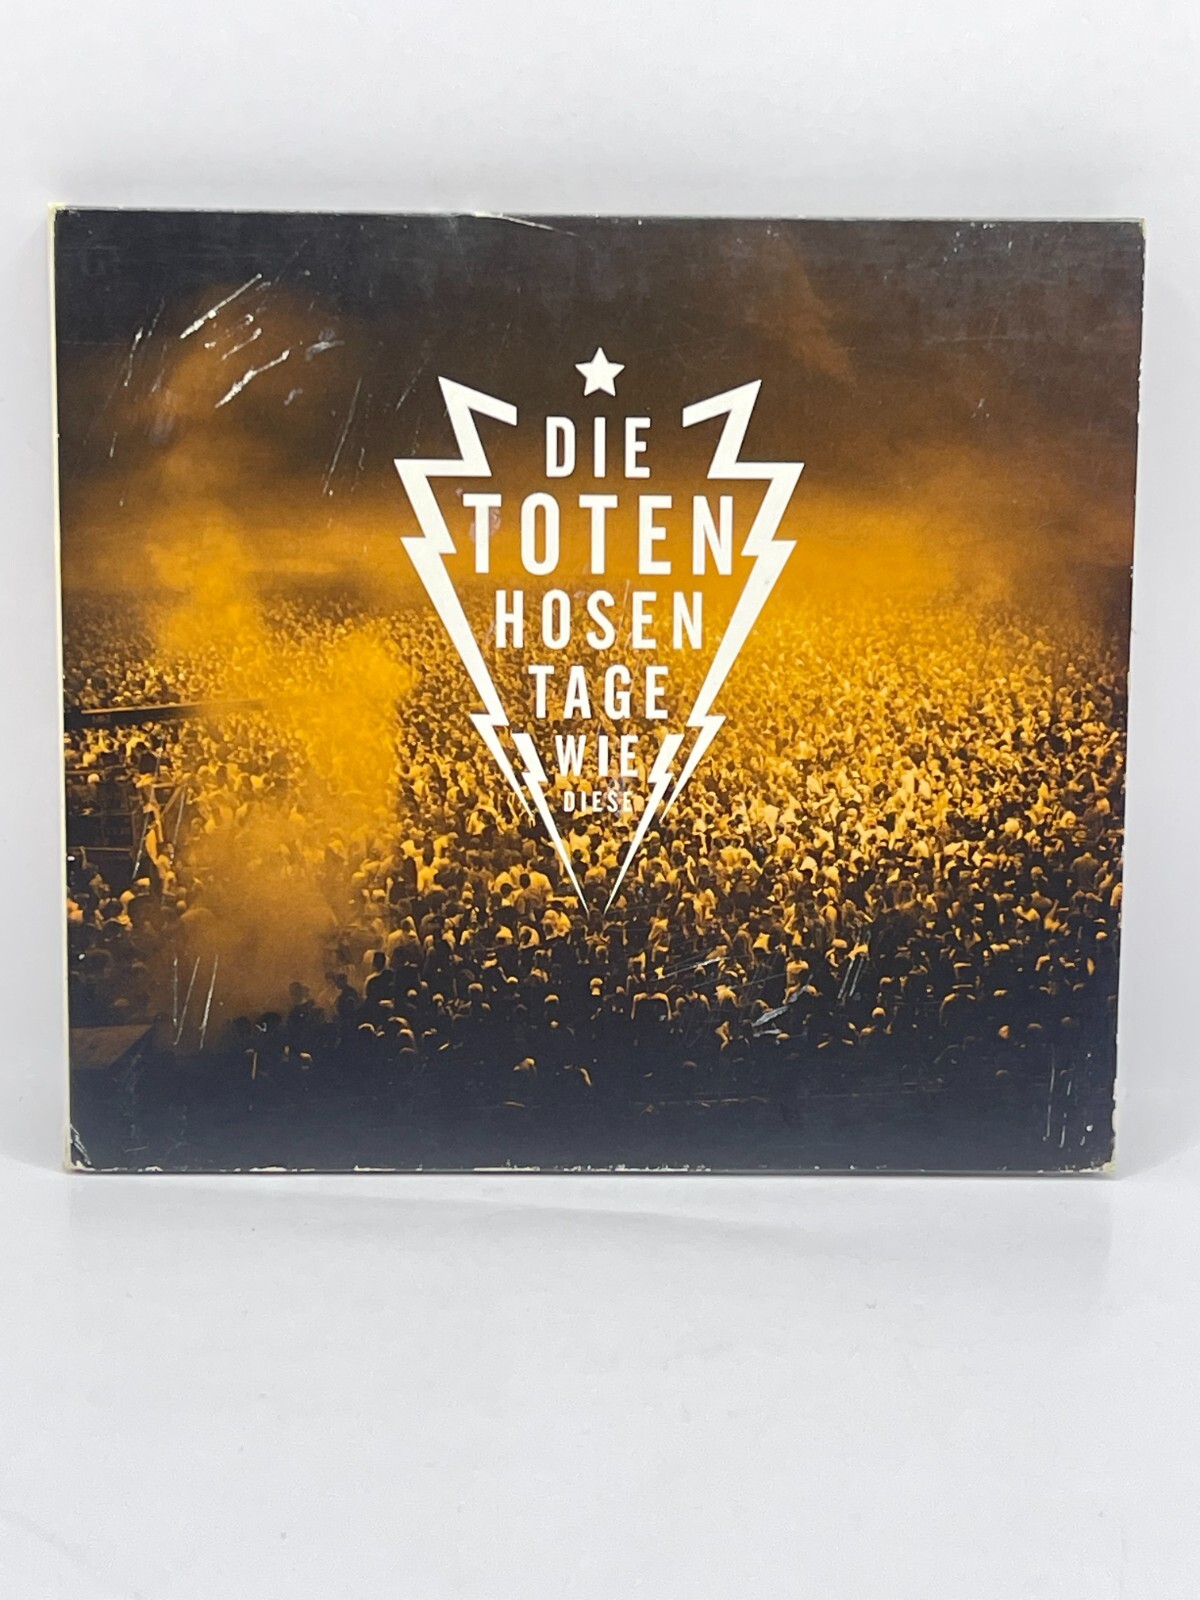 DIE
TOTEN
HOSEN
TAGE
WIE
DIESE